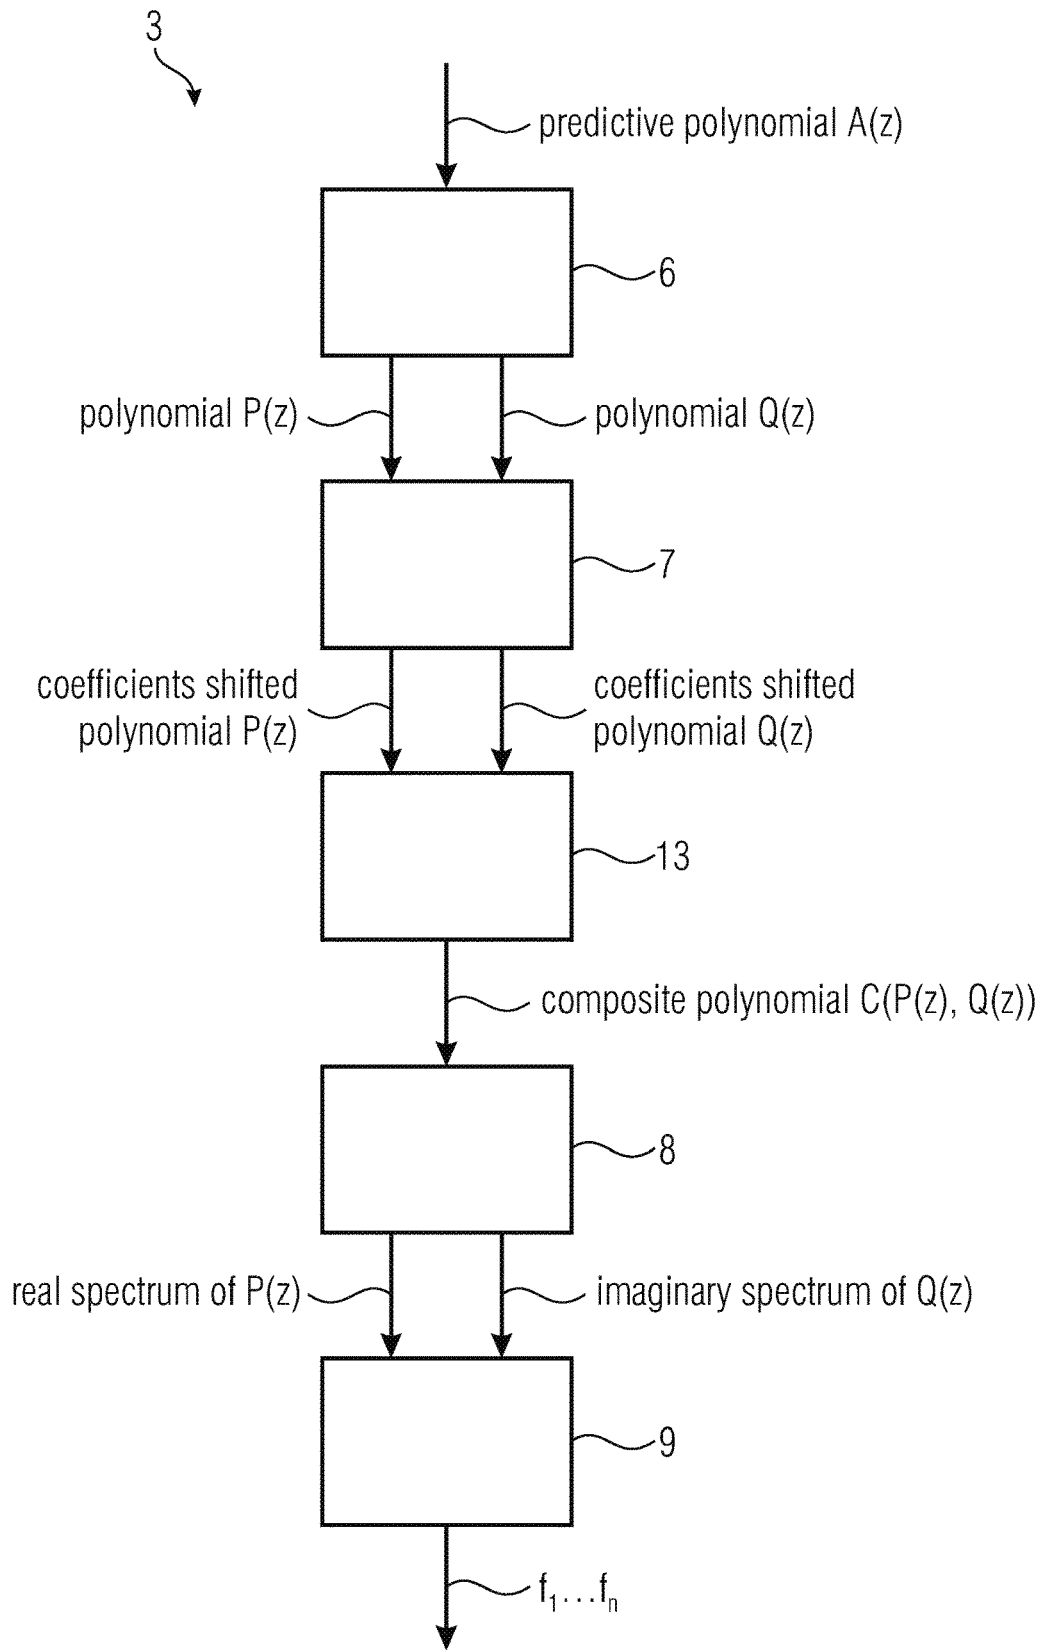 3
predictive polynomial A(z)
6
polynomial P(z)
polynomial Q(z)
7
coefficients shifted
polynomial P(z)
coefficients shifted
polynomial Q(z)
13
composite polynomial C(P(z), Q(z))
8
real spectrum of P(z)
imaginary spectrum of Q(z)
9
f₁...fₙ